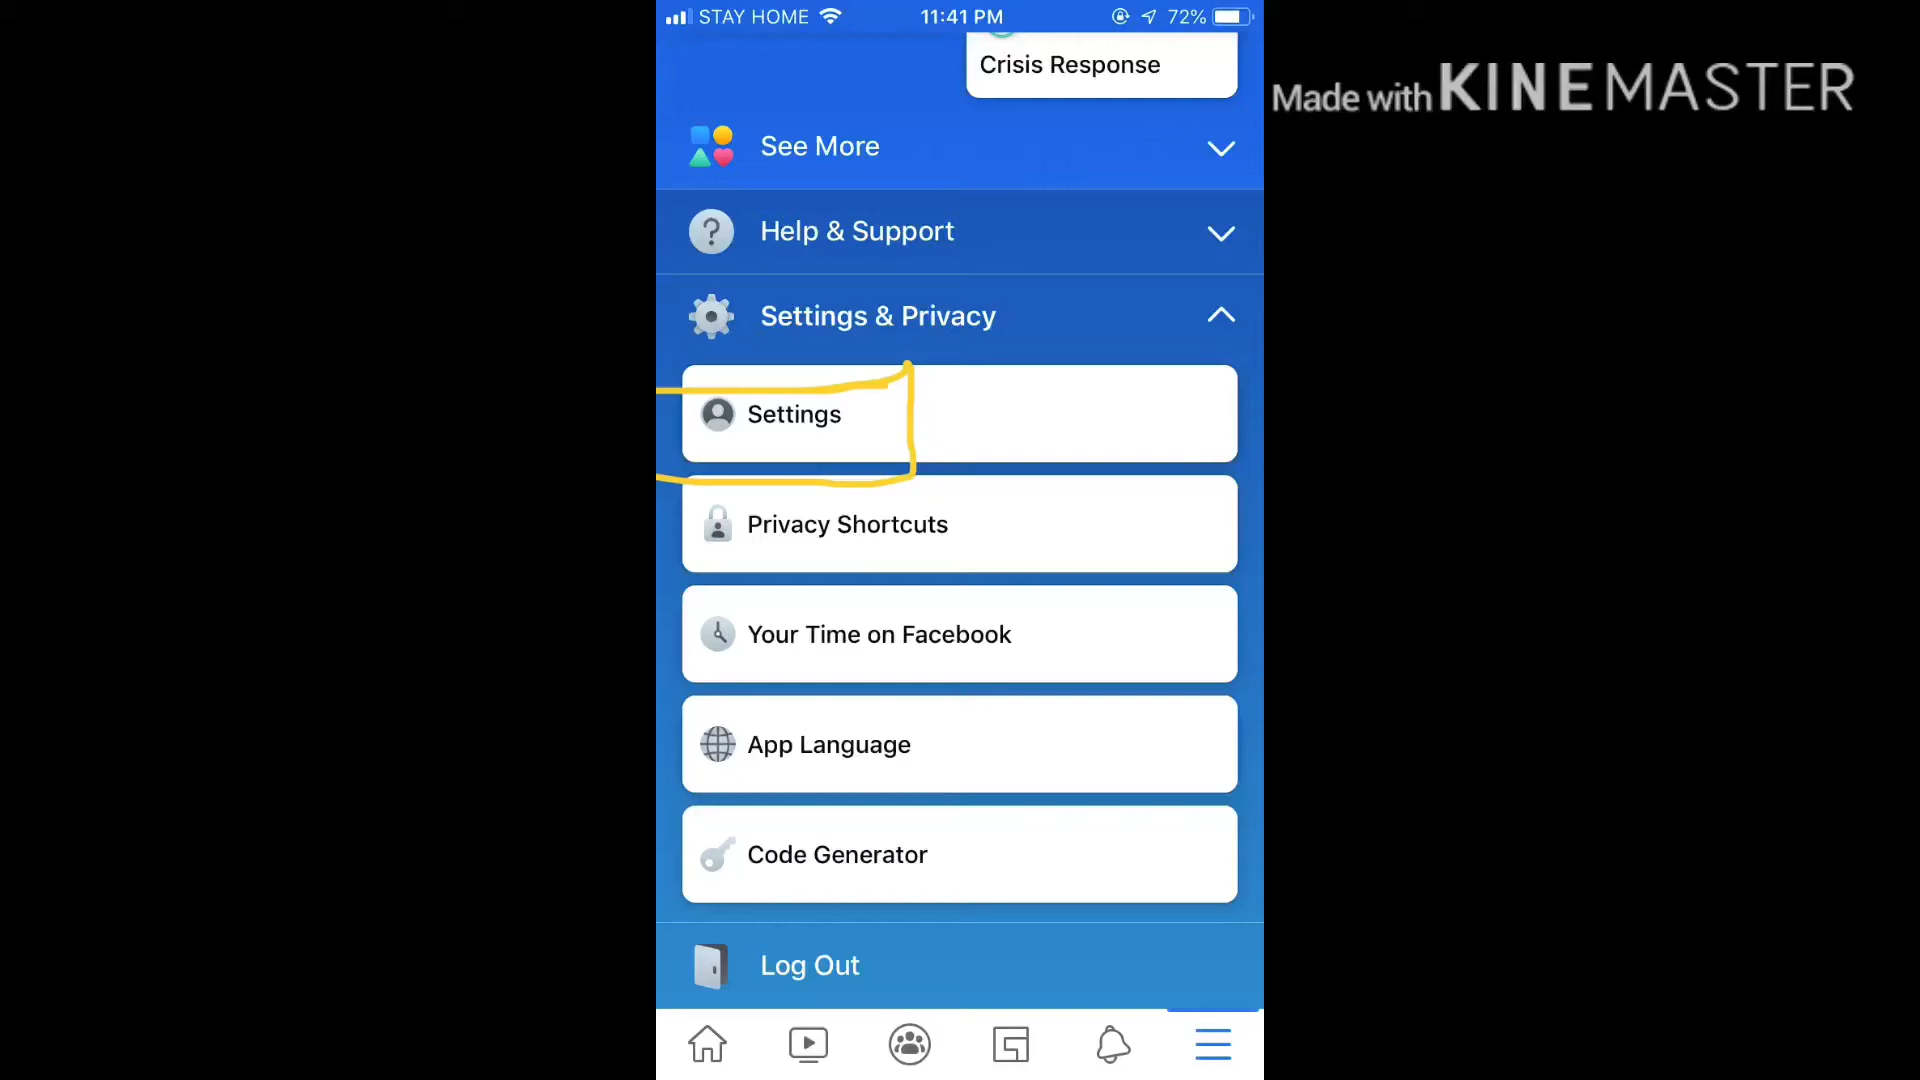 STAY HOME 11:41 PM 72%
Crisis Response
Made with KINEMASTER
See More
Help & Support
Settings & Privacy
Settings
Privacy Shortcuts
Your Time on Facebook
App Language
Code Generator
Log Out